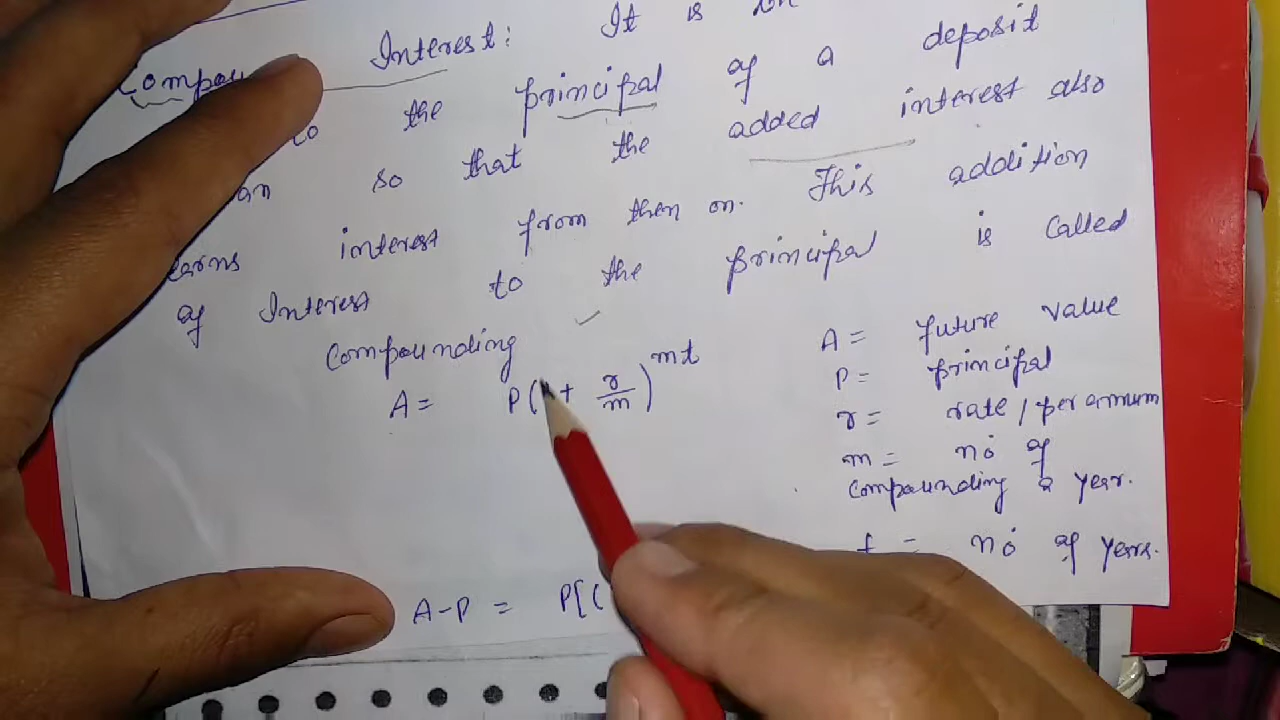 Interest: It is
to the principal of a deposit
so that the added interest also
earns interest from then on. This addition
of Interest to the principal is called
Compounding
A = P( + r/m)^mt
A = future value
P = principal
r = rate / per annum
m = no of
compounding a year.
t = no of years.
A-P = P[(